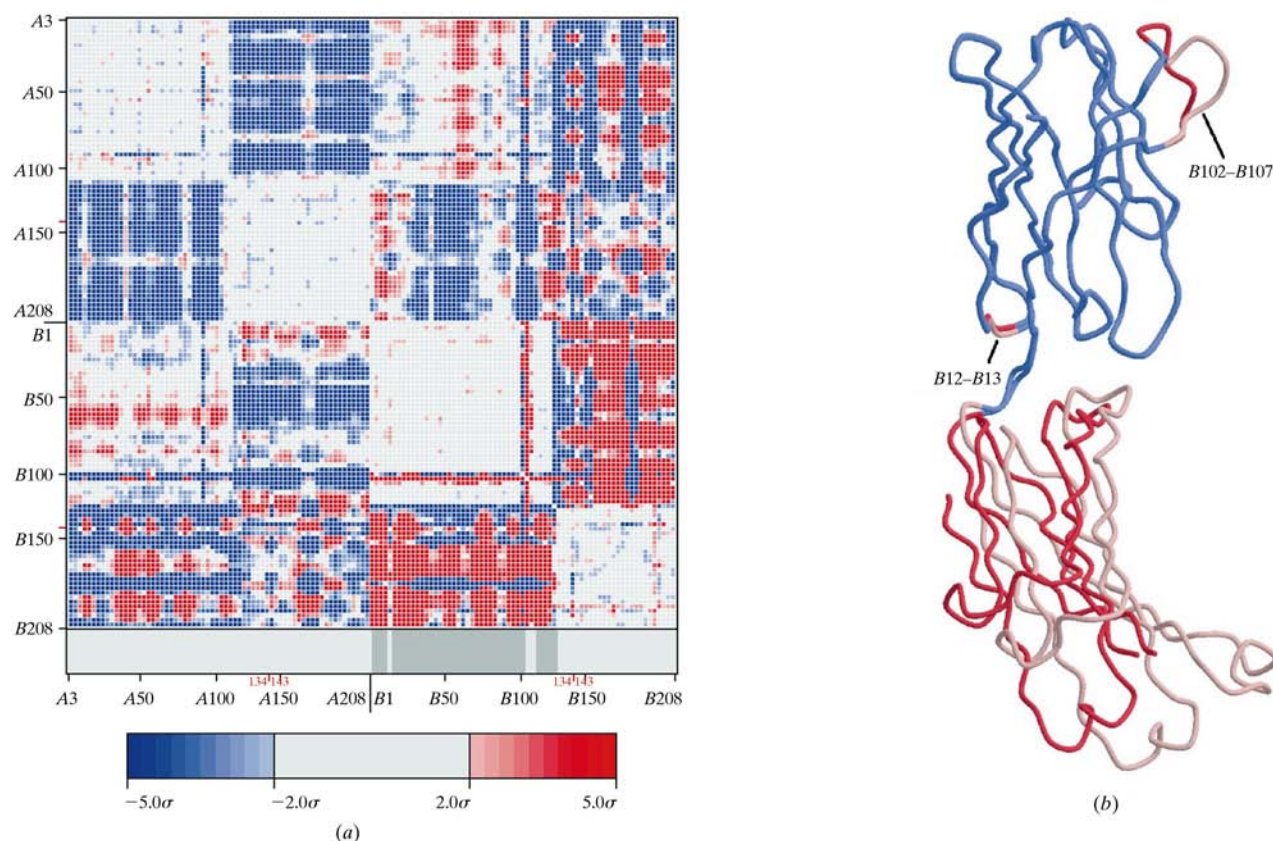 A3
A50
A100
A150
A208
B1
B50
B100
B150
B208
134 143 134 143
A3 A50 A100 A150 A208 B1 B50 B100 B150 B208
−5.0σ −2.0σ 2.0σ 5.0σ
(a)
B102–B107
B12–B13
(b)